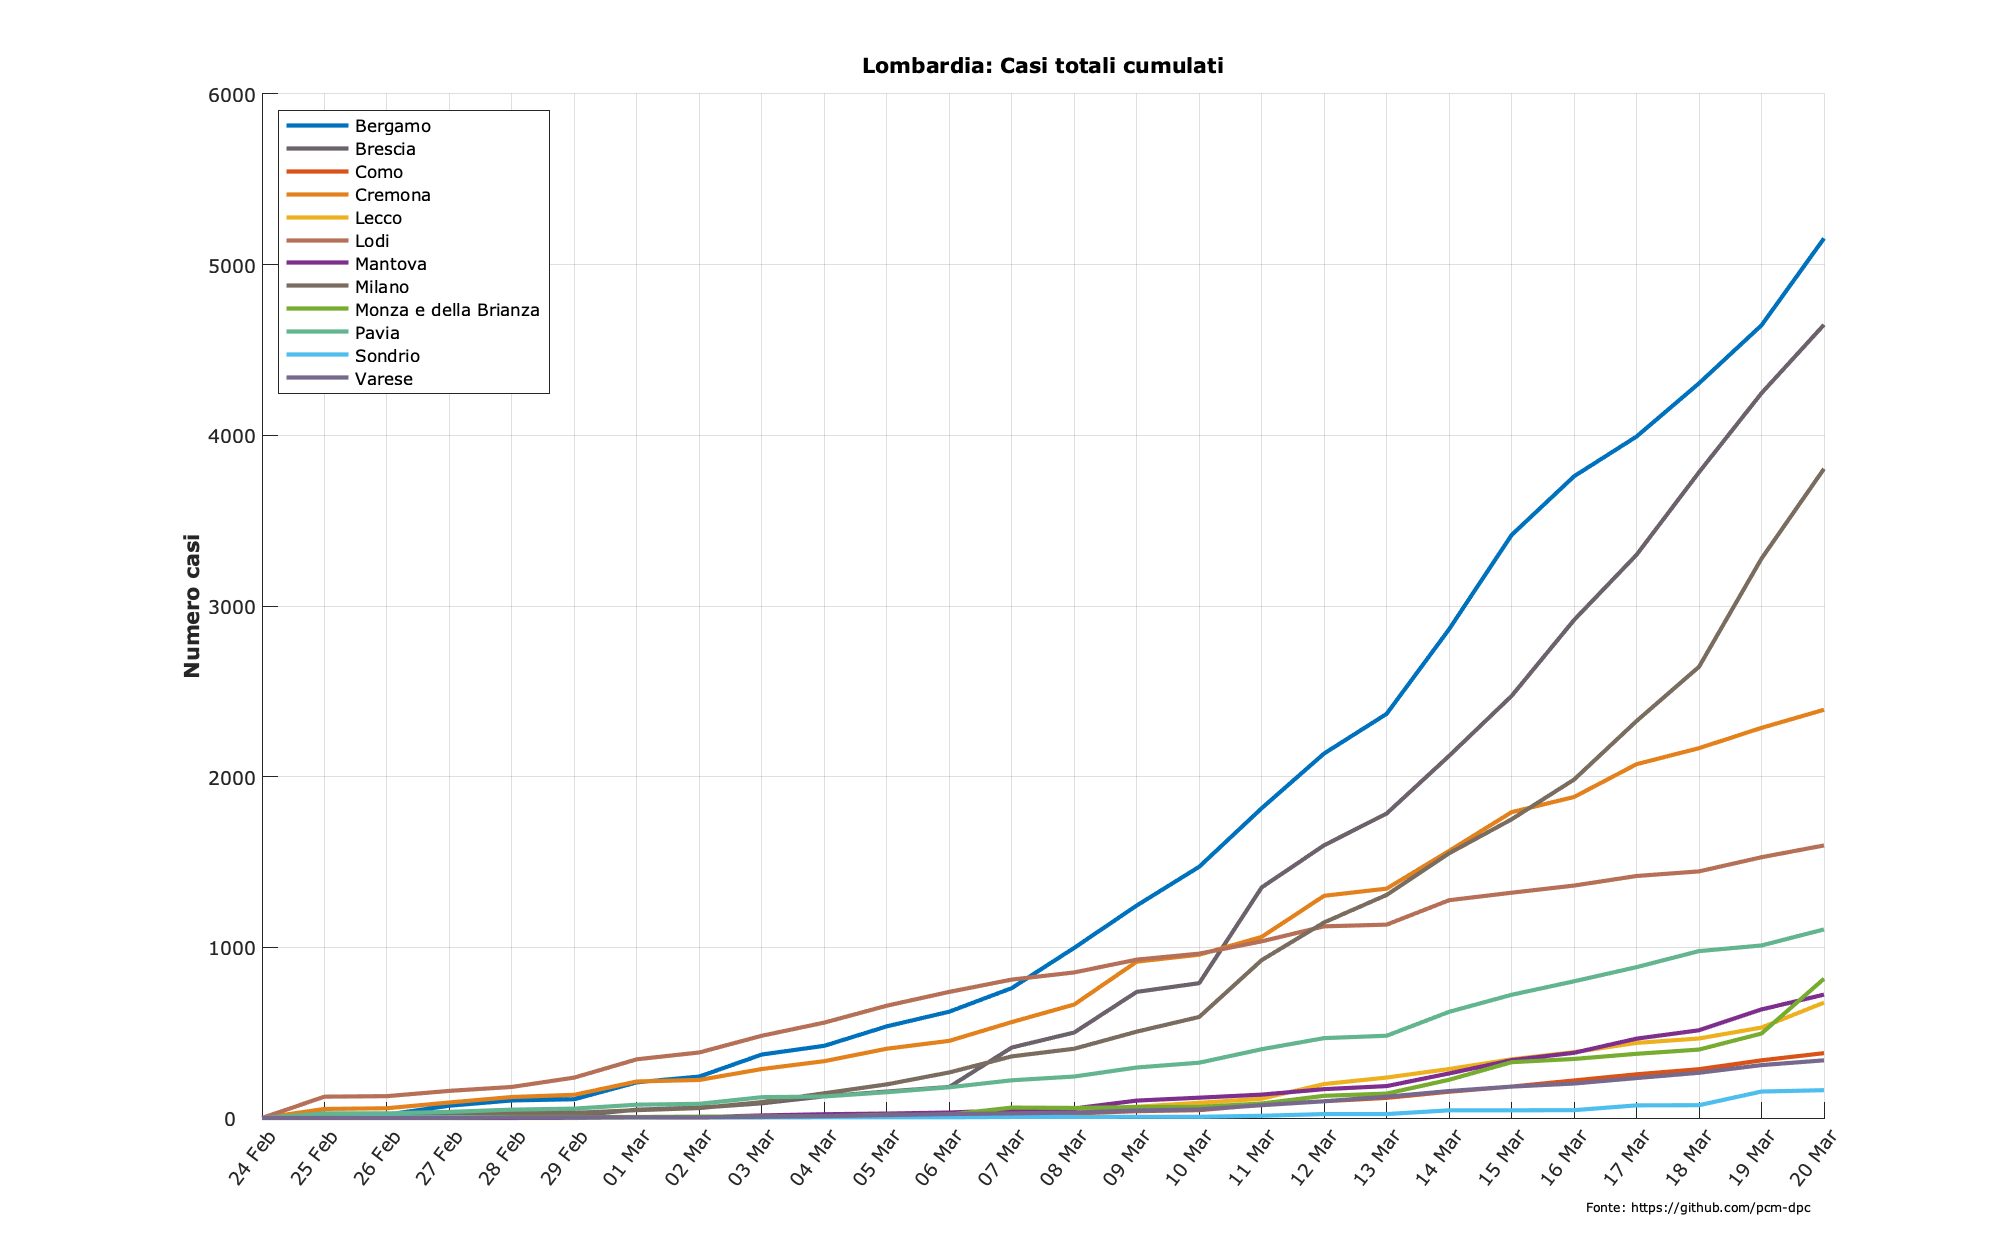 Lombardia: Casi totali cumulati
6000
5000
4000
3000
2000
1000
0
Numero casi
Bergamo
Brescia
Como
Cremona
Lecco
Lodi
Mantova
Milano
Monza e della Brianza
Pavia
Sondrio
Varese
24 Feb
25 Feb
26 Feb
27 Feb
28 Feb
29 Feb
01 Mar
02 Mar
03 Mar
04 Mar
05 Mar
06 Mar
07 Mar
08 Mar
09 Mar
10 Mar
11 Mar
12 Mar
13 Mar
14 Mar
15 Mar
16 Mar
17 Mar
18 Mar
19 Mar
20 Mar
Fonte: https://github.com/pcm-dpc